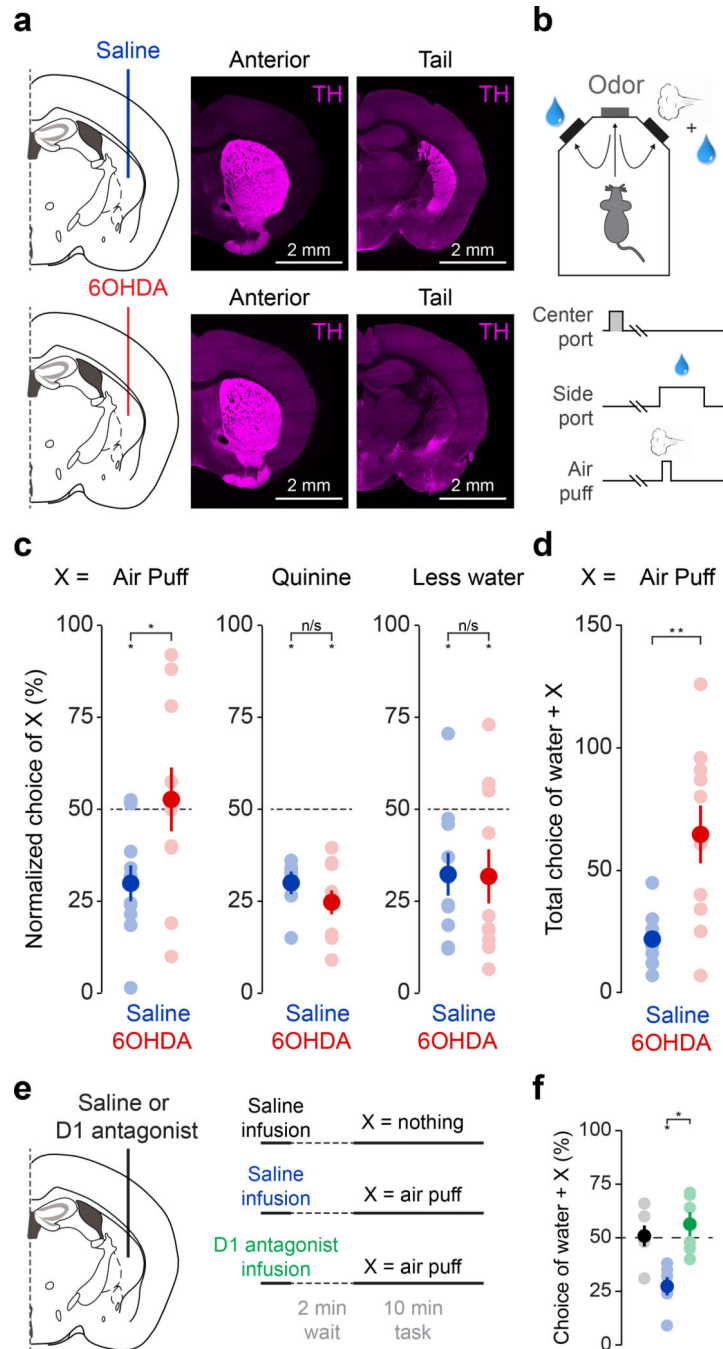 a
Saline
Anterior
Tail
TH
TH
2 mm
2 mm
6OHDA
Anterior
Tail
TH
TH
2 mm
2 mm
b
Odor
+
Center
port
Side
port
Air
puff
c
X = Air Puff
Quinine
Less water
Normalized choice of X (%)
100
75
50
25
0
*
*
100
75
50
25
0
n/s
*
*
100
75
50
25
0
n/s
*
*
Saline
6OHDA
Saline
6OHDA
Saline
6OHDA
d
X = Air Puff
Total choice of water + X
150
100
50
0
**
Saline
6OHDA
e
Saline or
D1 antagonist
Saline
infusion
X = nothing
Saline
infusion
X = air puff
D1 antagonist
infusion
X = air puff
2 min
wait
10 min
task
f
Choice of water + X (%)
100
75
50
25
0
*
*